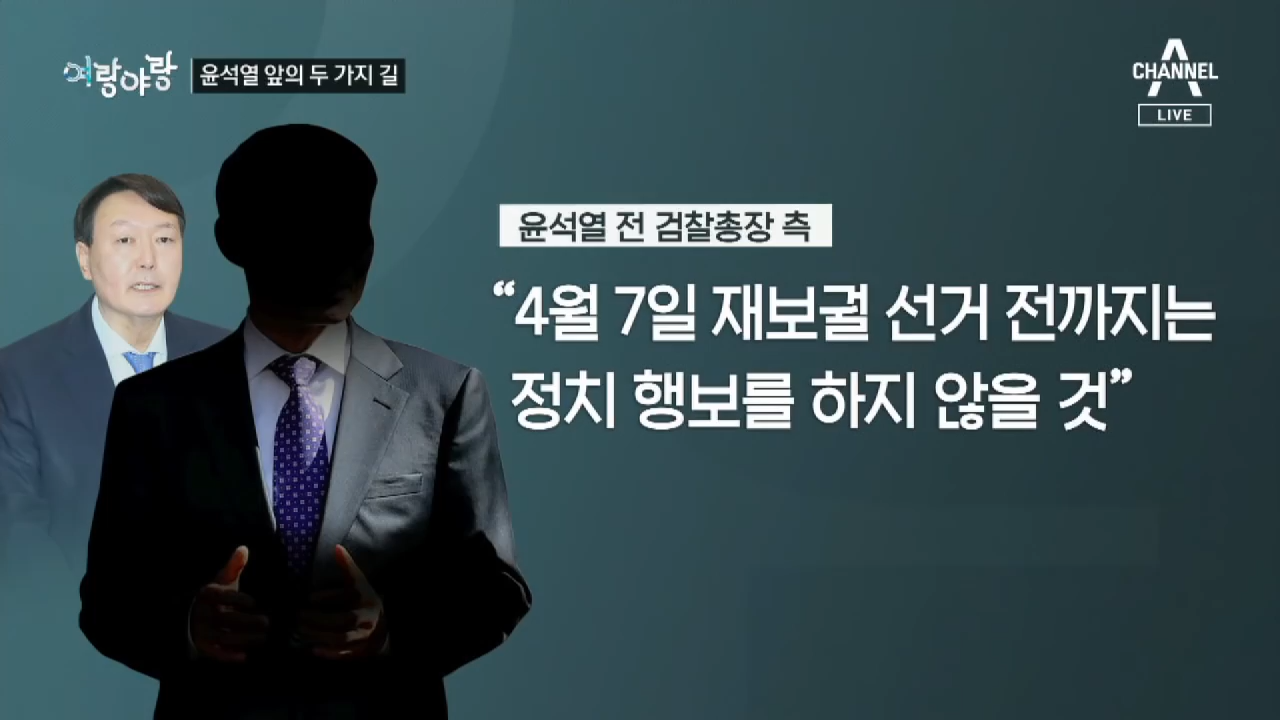 여랑야랑
윤석열 앞의 두 가지 길
CHANNEL A
LIVE
윤석열 전 검찰총장 측
“4월 7일 재보궐 선거 전까지는
정치 행보를 하지 않을 것”